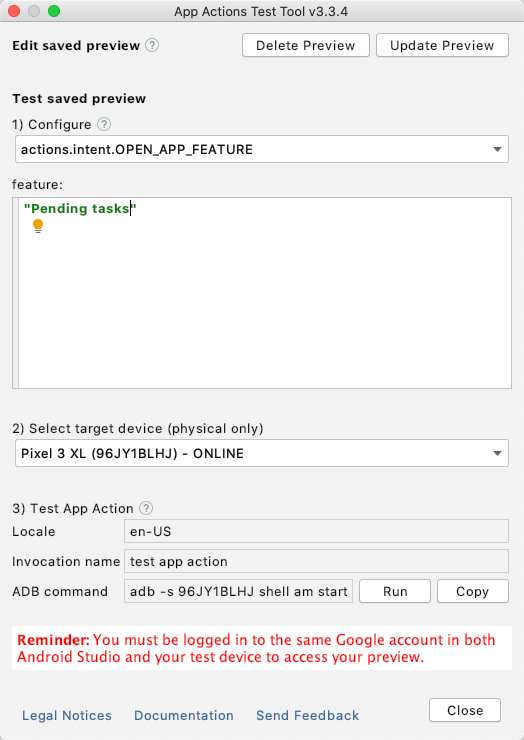 App Actions Test Tool v3.3.4
Edit saved preview ? Delete Preview Update Preview
Test saved preview
1) Configure ?
actions.intent.OPEN_APP_FEATURE
feature:
"Pending tasks"
2) Select target device (physical only)
Pixel 3 XL (96JY1BLHJ) - ONLINE
3) Test App Action ?
Locale en-US
Invocation name test app action
ADB command adb -s 96JY1BLHJ shell am start Run Copy
Reminder: You must be logged in to the same Google account in both
Android Studio and your test device to access your preview.
Legal Notices Documentation Send Feedback Close